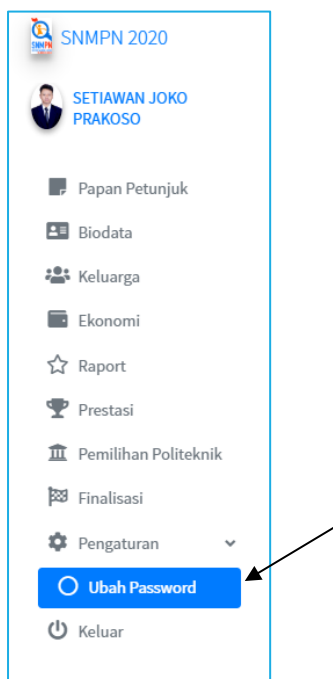 SNMPN 2020
SETIAWAN JOKO
PRAKOSO
Papan Petunjuk
Biodata
Keluarga
Ekonomi
Raport
Prestasi
Pemilihan Politeknik
Finalisasi
Pengaturan
Ubah Password
Keluar